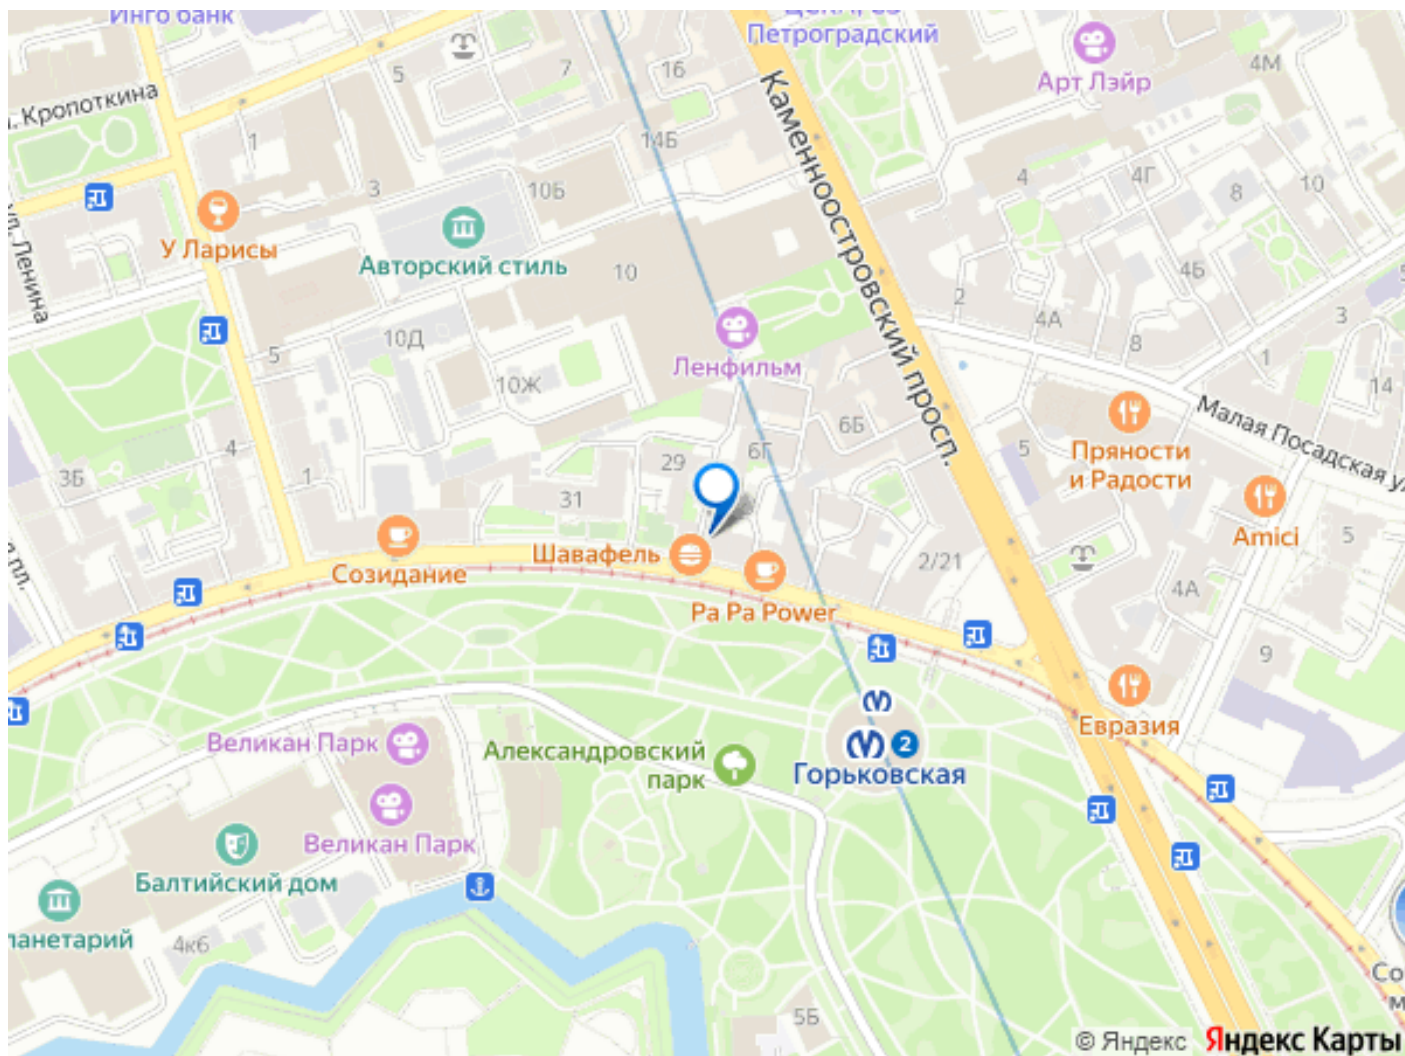 Инго банк
Петроградский
Арт Лэйр
4М
16
7
5
Кропоткина
Каменноостровский просп.
14Б
1
3
10Б
4
4Г
8
10
У Ларисы
ул. Ленина
Авторский стиль
10
4Б
5
2
4А
3
10Д
5
8
1
Ленфильм
10Ж
14
Малая Посадская ул
6Б
4
6Г
5
Пряности
и Радости
29
3Б
1
31
Amici
5
Шавафель
2/21
Созидание
пл.
4А
Pa Pa Power
9
Евразия
Великан Парк
2
Александровский
парк
Горьковская
Великан Парк
Балтийский дом
ланетарий
4к6
Со
м
5Б
© Яндекс
Яндекс Карты